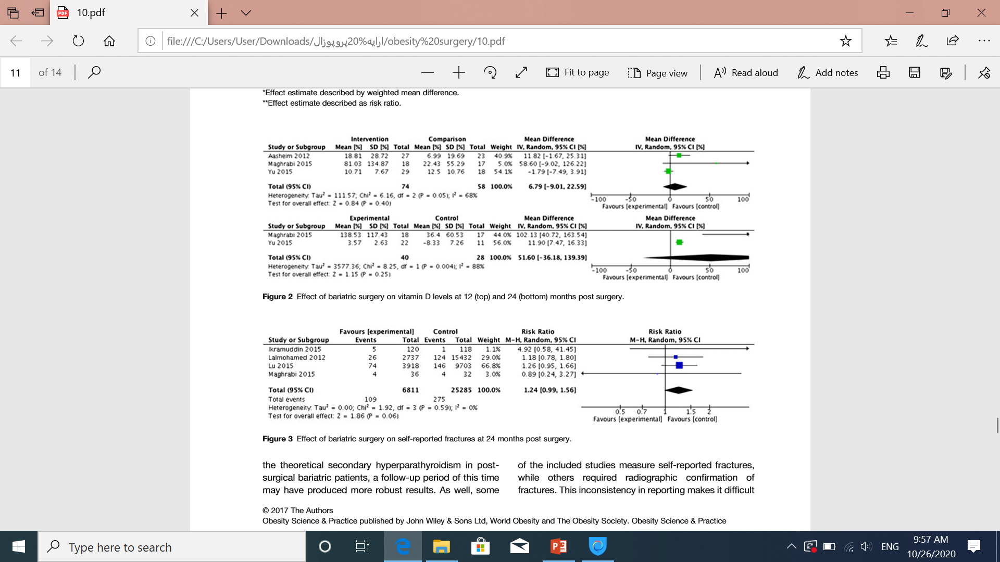 10.pdf
file:///C:/Users/User/Downloads/ارایه%20پروپوزال/obesity%20surgery/10.pdf
11 of 14
Fit to page
Page view
Read aloud
Add notes
*Effect estimate described by weighted mean difference.
**Effect estimate described as risk ratio.
Intervention Comparison Mean Difference Mean Difference
Study or Subgroup Mean [%] SD [%] Total Mean [%] SD [%] Total Weight IV, Random, 95% CI [%] IV, Random, 95% CI [%]
Aasheim 2012 18.81 28.72 27 6.99 19.69 23 40.9% 11.82 [-1.67, 25.31]
Maghrabi 2015 81.03 134.87 18 22.43 55.29 17 5.0% 58.60 [-9.02, 126.22]
Yu 2015 10.71 7.67 29 12.5 10.76 18 54.1% -1.79 [-7.49, 3.91]
Total (95% CI) 74 58 100.0% 6.79 [-9.01, 22.59]
Heterogeneity: Tau² = 111.57; Chi² = 6.16, df = 2 (P = 0.05); I² = 68%
Test for overall effect: Z = 0.84 (P = 0.40)
-100 -50 0 50 100
Favours [experimental] Favours [control]
Experimental Control Mean Difference Mean Difference
Study or Subgroup Mean [%] SD [%] Total Mean [%] SD [%] Total Weight IV, Random, 95% CI [%] IV, Random, 95% CI [%]
Maghrabi 2015 138.53 117.43 18 36.4 60.53 17 44.0% 102.13 [40.72, 163.54]
Yu 2015 3.57 2.63 22 -8.33 7.26 11 56.0% 11.90 [7.47, 16.33]
Total (95% CI) 40 28 100.0% 51.60 [-36.18, 139.39]
Heterogeneity: Tau² = 3577.36; Chi² = 8.25, df = 1 (P = 0.004); I² = 88%
Test for overall effect: Z = 1.15 (P = 0.25)
-100 -50 0 50 100
Favours [experimental] Favours [control]
Figure 2 Effect of bariatric surgery on vitamin D levels at 12 (top) and 24 (bottom) months post surgery.
Favours [experimental] Control Risk Ratio Risk Ratio
Study or Subgroup Events Total Events Total Weight M-H, Random, 95% CI M-H, Random, 95% CI
Ikramuddin 2015 5 120 1 118 1.1% 4.92 [0.58, 41.45]
Lalmohamed 2012 26 2737 124 15432 29.0% 1.18 [0.78, 1.80]
Lu 2015 74 3918 146 9703 66.8% 1.26 [0.95, 1.66]
Maghrabi 2015 4 36 4 32 3.0% 0.89 [0.24, 3.27]
Total (95% CI) 6811 25285 100.0% 1.24 [0.99, 1.56]
Total events 109 275
Heterogeneity: Tau² = 0.00; Chi² = 1.92, df = 3 (P = 0.59); I² = 0%
Test for overall effect: Z = 1.86 (P = 0.06)
0.5 0.7 1 1.5 2
Favours [experimental] Favours [control]
Figure 3 Effect of bariatric surgery on self-reported fractures at 24 months post surgery.
the theoretical secondary hyperparathyroidism in post-
surgical bariatric patients, a follow-up period of this time
may have produced more robust results. As well, some
of the included studies measure self-reported fractures,
while others required radiographic confirmation of
fractures. This inconsistency in reporting makes it difficult
© 2017 The Authors
Obesity Science & Practice published by John Wiley & Sons Ltd, World Obesity and The Obesity Society. Obesity Science & Practice
Type here to search
ENG
9:57 AM
10/26/2020